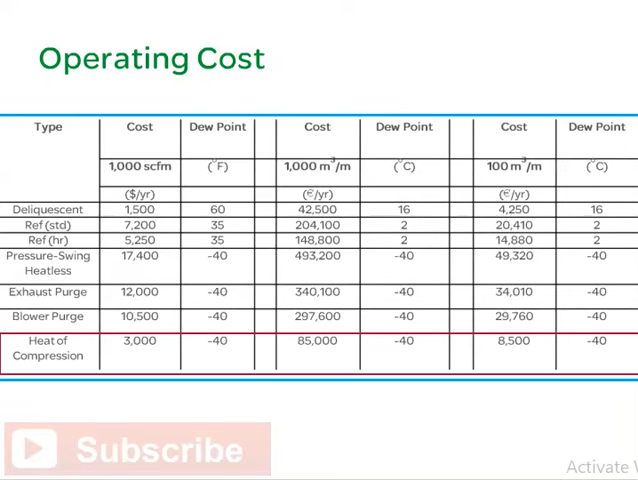 Operating Cost
Type Cost Dew Point Cost Dew Point Cost Dew Point
1,000 scfm (°F) 1,000 m³/m (°C) 100 m³/m (°C)
($/yr) (€/yr) (€/yr)
Deliquescent 1,500 60 42,500 16 4,250 16
Ref (std) 7,200 35 204,100 2 20,410 2
Ref (hr) 5,250 35 148,800 2 14,880 2
Pressure-Swing 17,400 -40 493,200 -40 49,320 -40
Heatless
Exhaust Purge 12,000 -40 340,100 -40 34,010 -40
Blower Purge 10,500 -40 297,600 -40 29,760 -40
Heat of 3,000 -40 85,000 -40 8,500 -40
Compression
Subscribe
Activate